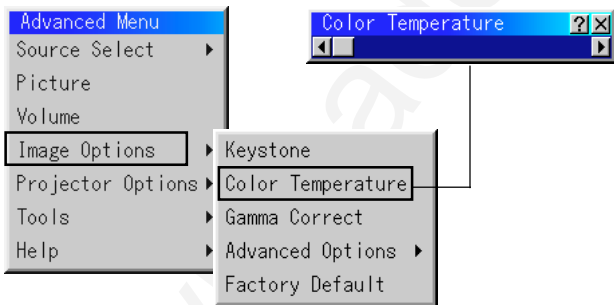 Advanced Menu
Source Select
Picture
Volume
Image Options
Projector Options
Tools
Help
Keystone
Color Temperature
Gamma Correct
Advanced Options
Factory Default
Color Temperature ? X